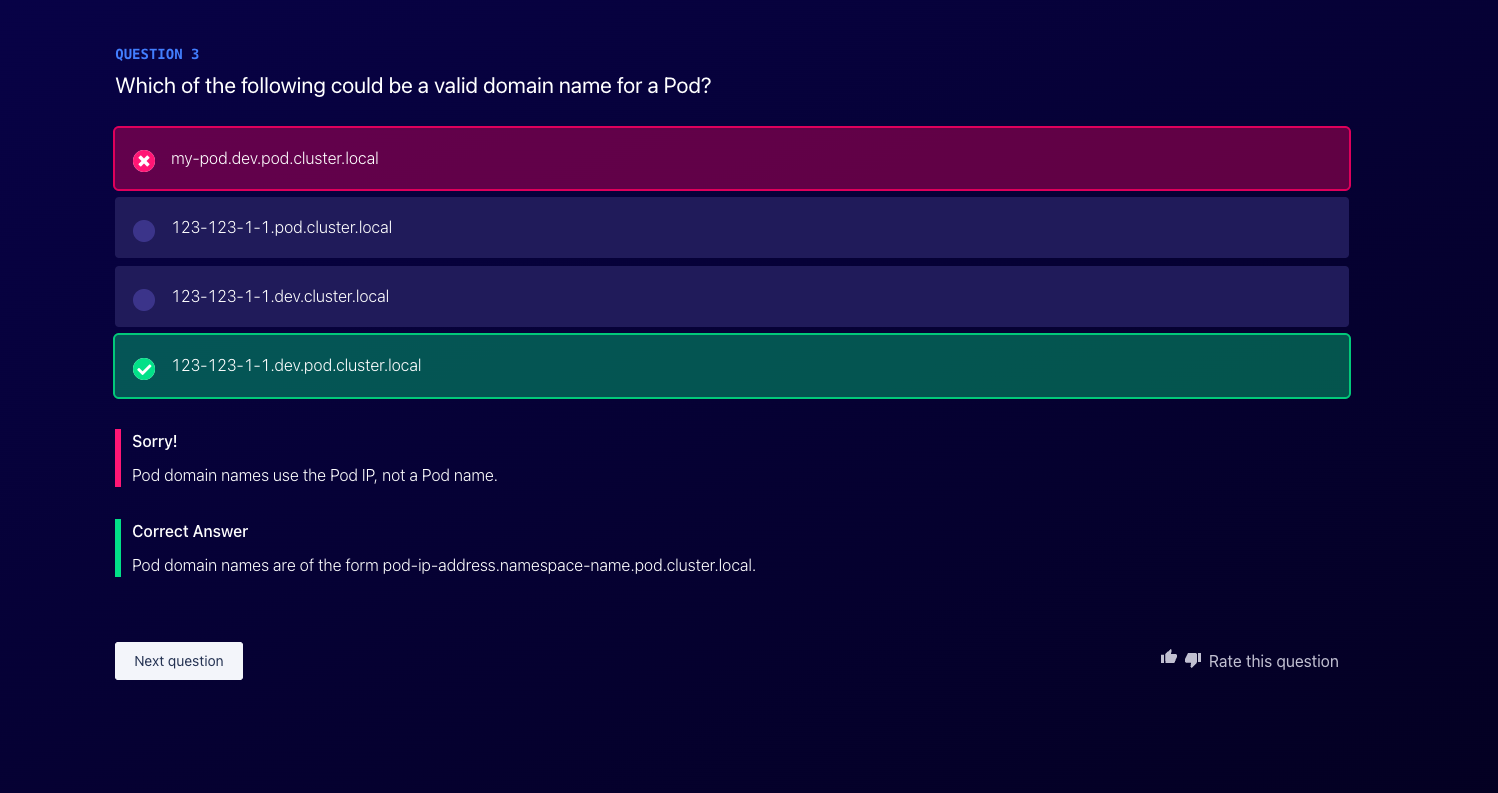 QUESTION 3
Which of the following could be a valid domain name for a Pod?
my-pod.dev.pod.cluster.local
123-123-1-1.pod.cluster.local
123-123-1-1.dev.cluster.local
123-123-1-1.dev.pod.cluster.local
Sorry!
Pod domain names use the Pod IP, not a Pod name.
Correct Answer
Pod domain names are of the form pod-ip-address.namespace-name.pod.cluster.local.
Next question
Rate this question